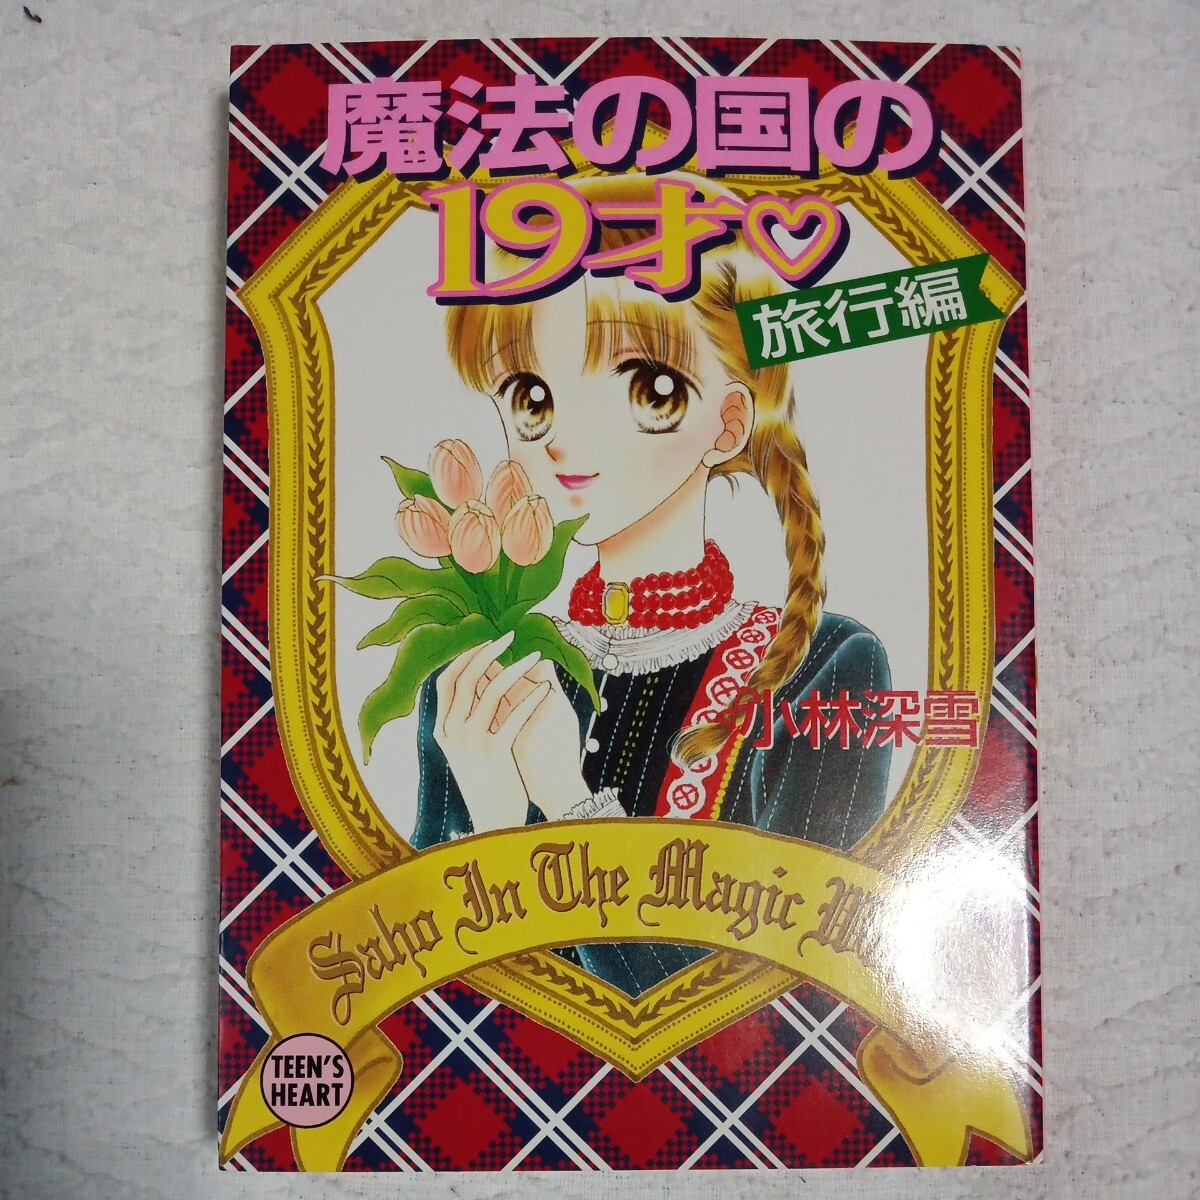 魔法の国の
19才♡
旅行編
小林深雪
Saho In The Magic
TEEN'S
HEART